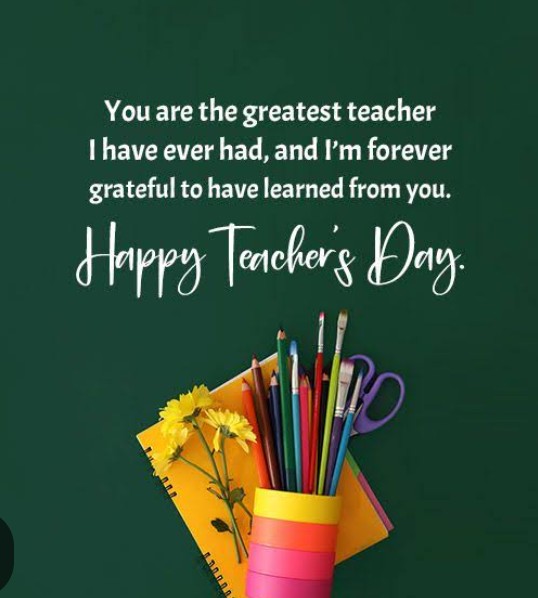 You are the greatest teacher
I have ever had, and I'm forever
grateful to have learned from you.
Happy Teacher's Day.